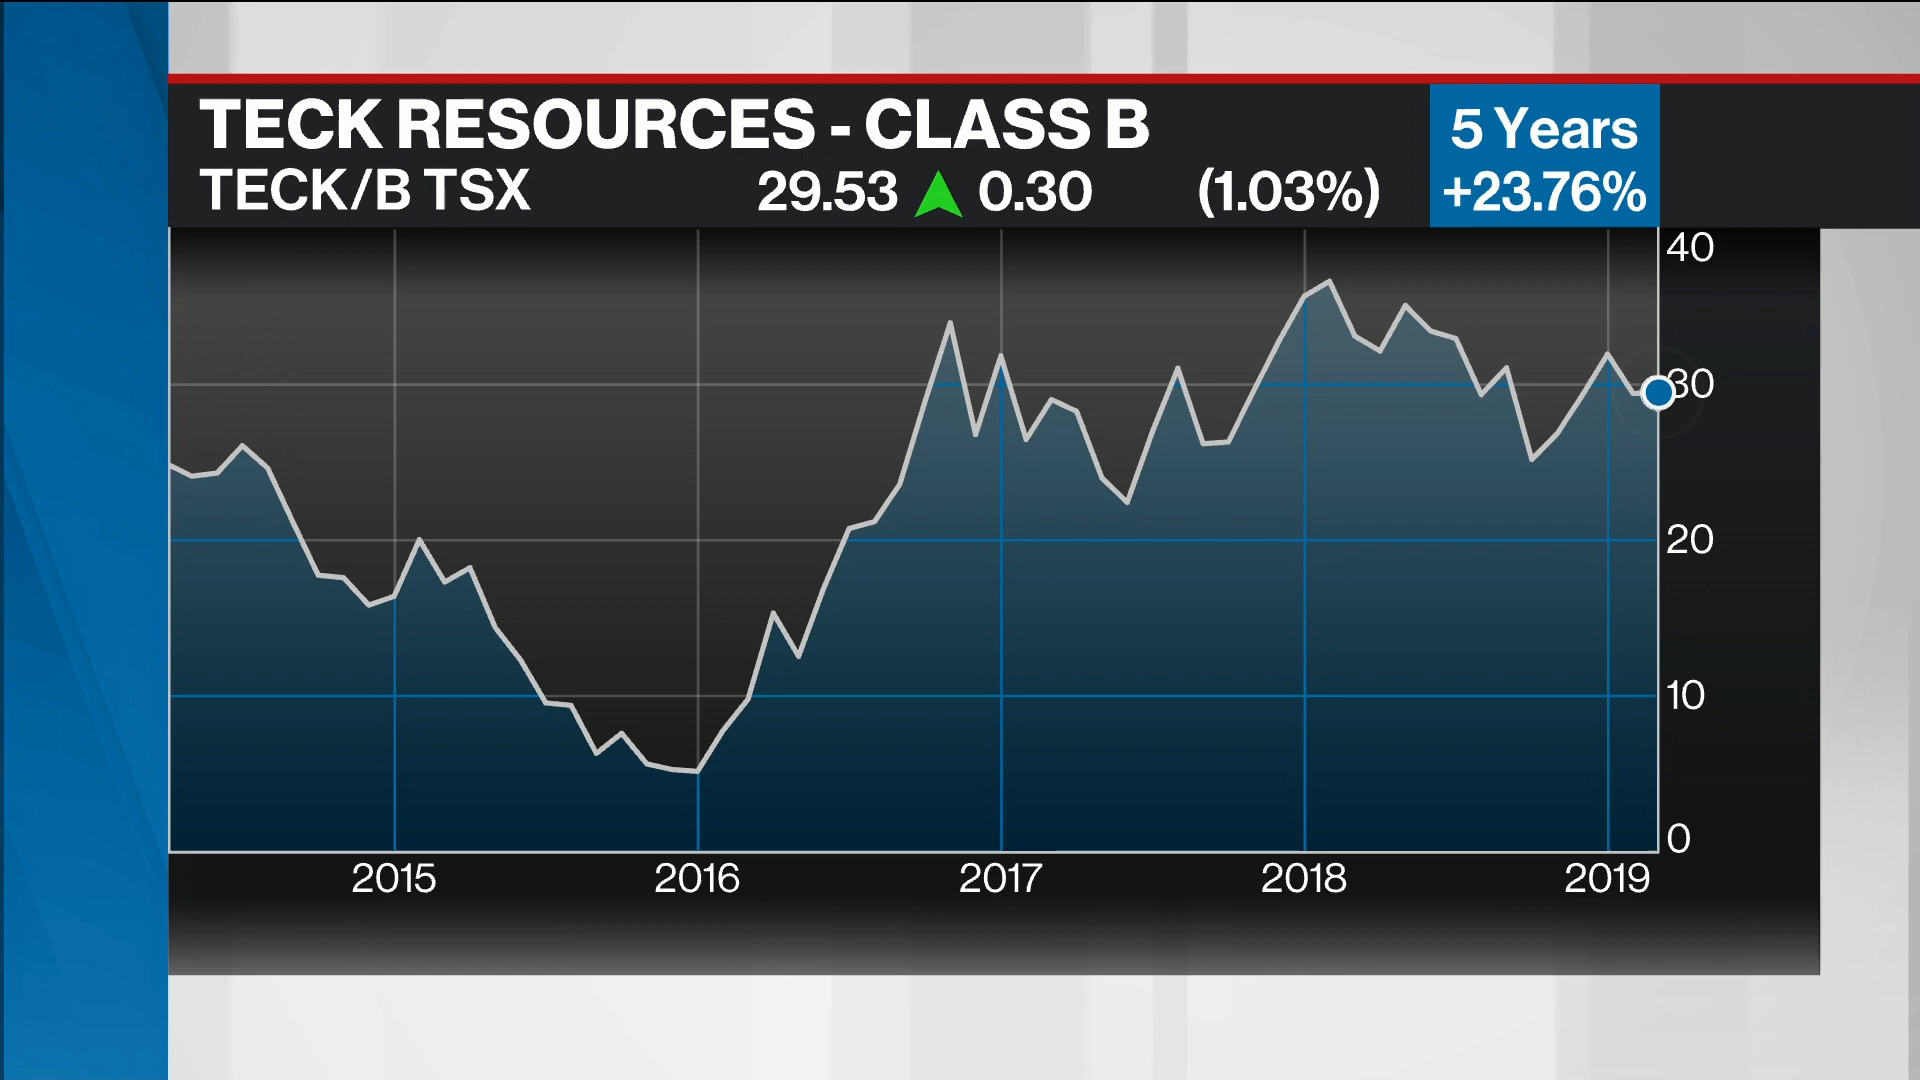 TECK RESOURCES - CLASS B
TECK/B TSX 29.53 0.30 (1.03%)
5 Years
+23.76%
40
30
20
10
0
2015 2016 2017 2018 2019